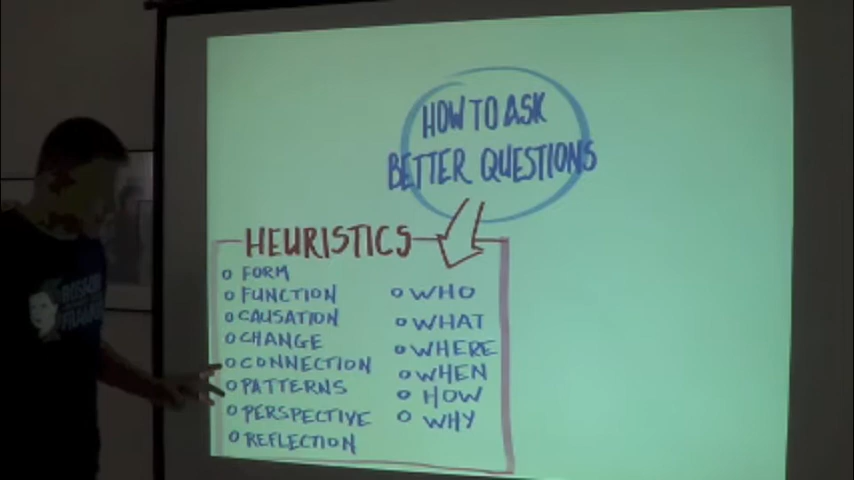 HOW TO ASK
BETTER QUESTIONS
HEURISTICS
o FORM
o FUNCTION
o CAUSATION
o CHANGE
o CONNECTION
o PATTERNS
o PERSPECTIVE
o REFLECTION
o WHO
o WHAT
o WHERE
o WHEN
o HOW
o WHY